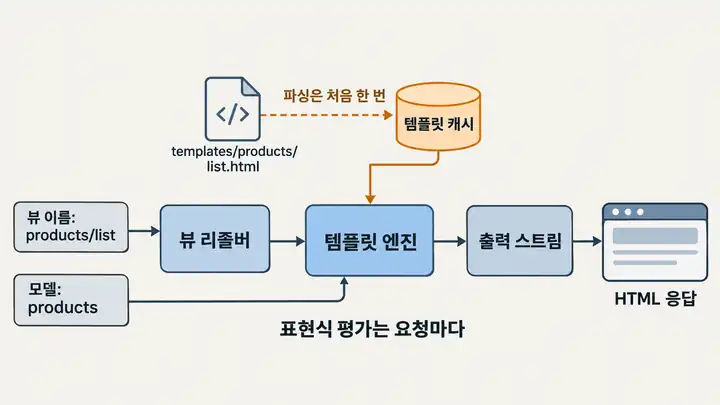 파싱은 처음 한 번
</>
템플릿 캐시
templates/products/
list.html
뷰 이름:
products/list
뷰 리졸버
템플릿 엔진
출력 스트림
HTML 응답
모델:
products
표현식 평가는 요청마다